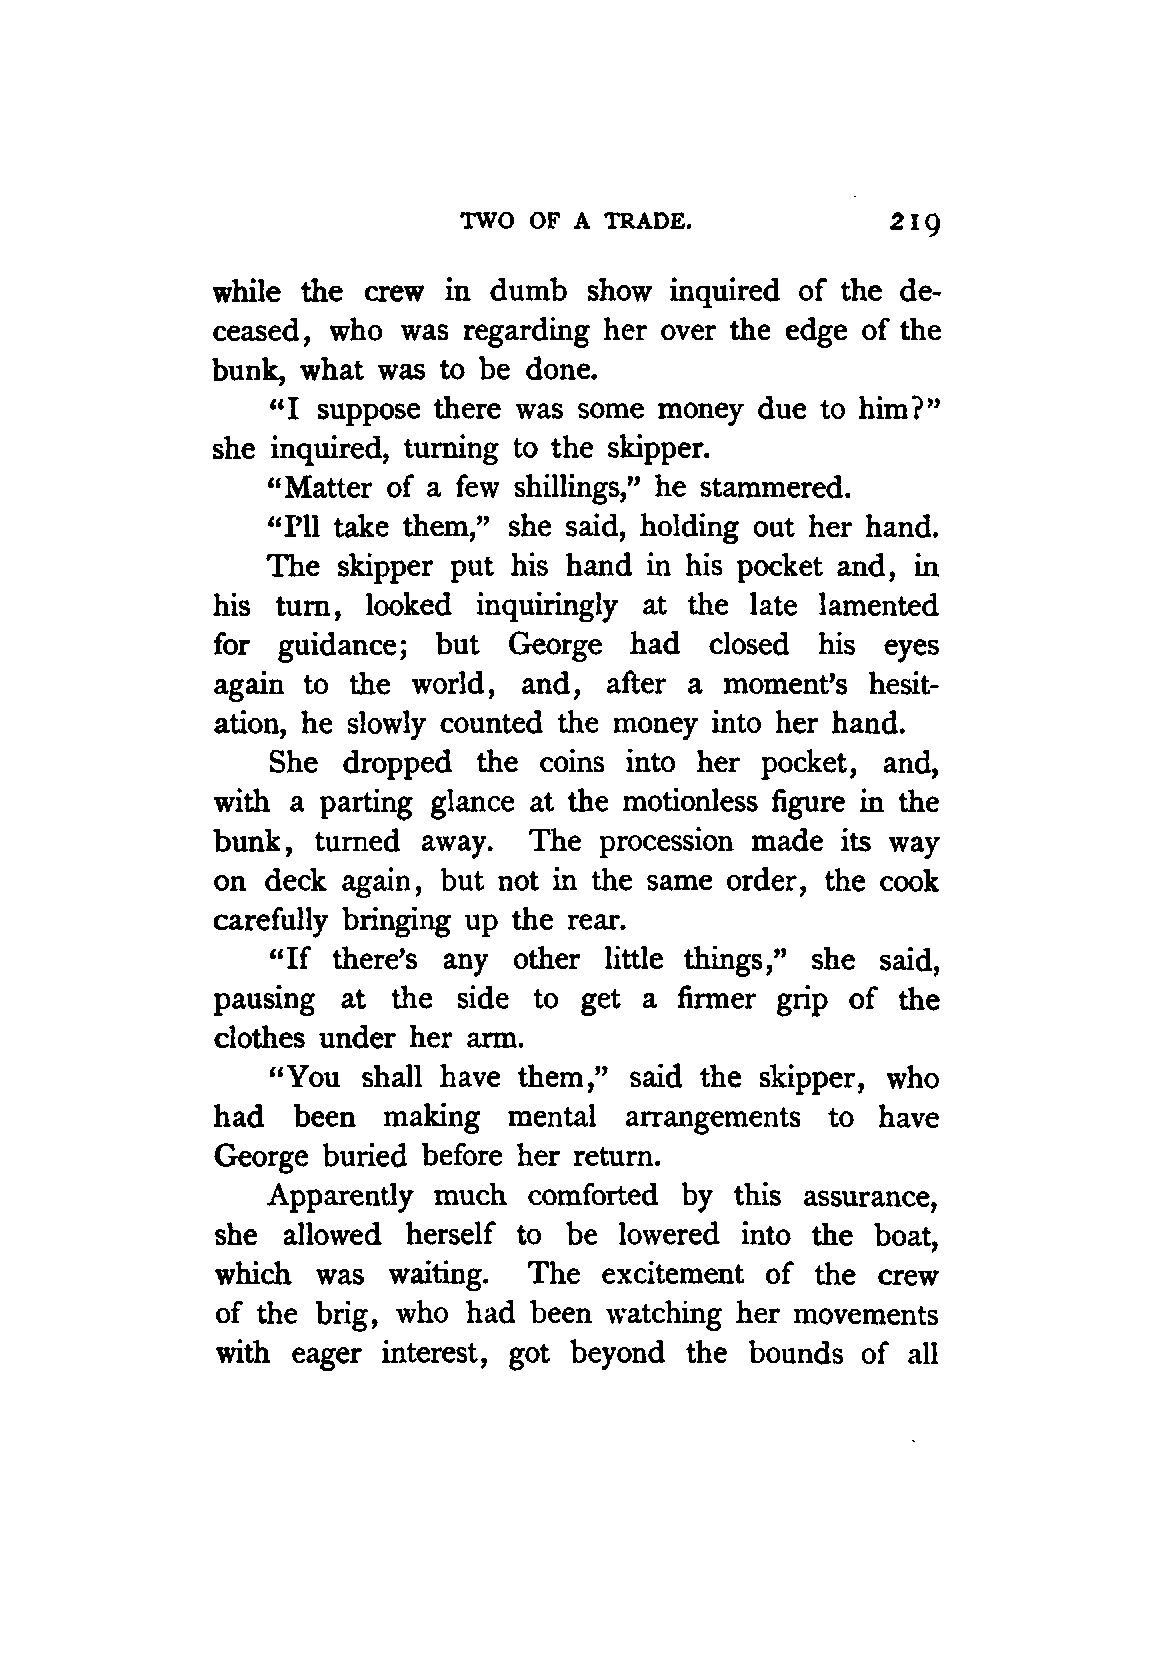 TWO OF A TRADE. 219
while the crew in dumb show inquired of the de-
ceased, who was regarding her over the edge of the
bunk, what was to be done.
“I suppose there was some money due to him?”
she inquired, turning to the skipper.
“Matter of a few shillings,” he stammered.
“I’ll take them,” she said, holding out her hand.
The skipper put his hand in his pocket and, in
his turn, looked inquiringly at the late lamented
for guidance; but George had closed his eyes
again to the world, and, after a moment’s hesit-
ation, he slowly counted the money into her hand.
She dropped the coins into her pocket, and,
with a parting glance at the motionless figure in the
bunk, turned away. The procession made its way
on deck again, but not in the same order, the cook
carefully bringing up the rear.
“If there’s any other little things,” she said,
pausing at the side to get a firmer grip of the
clothes under her arm.
“You shall have them,” said the skipper, who
had been making mental arrangements to have
George buried before her return.
Apparently much comforted by this assurance,
she allowed herself to be lowered into the boat,
which was waiting. The excitement of the crew
of the brig, who had been watching her movements
with eager interest, got beyond the bounds of all